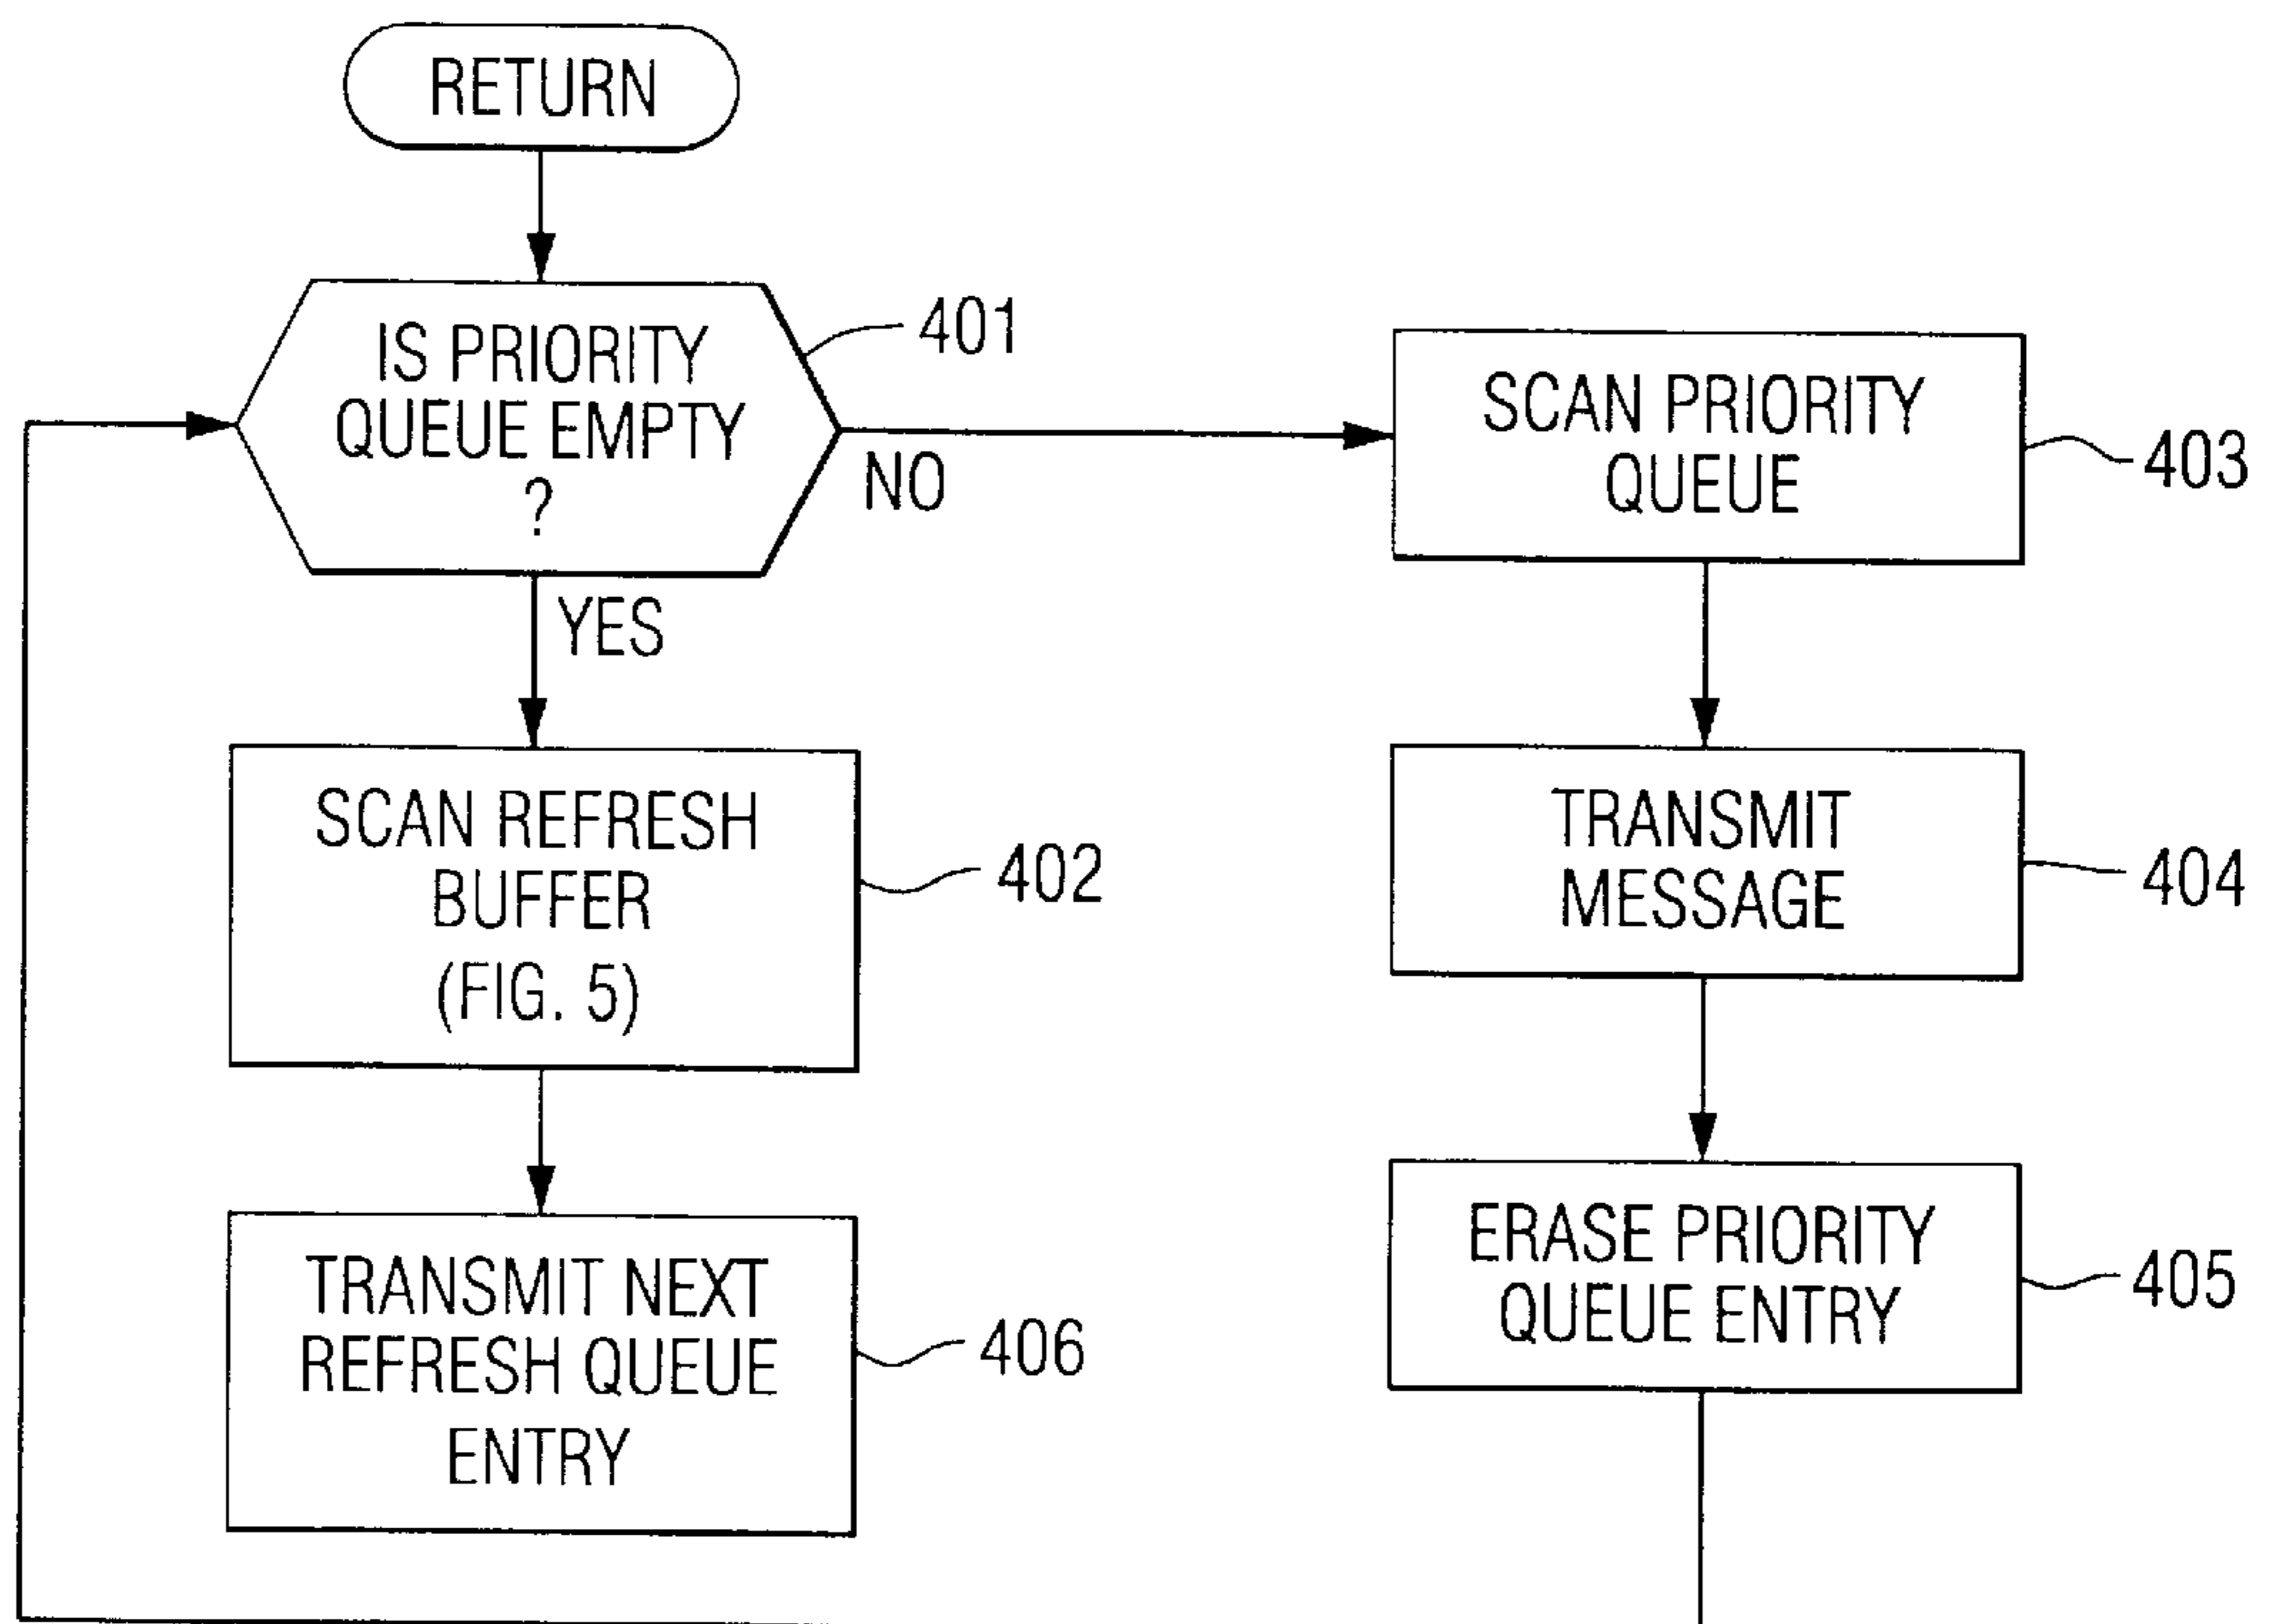 RETURN
IS PRIORITY
QUEUE EMPTY
?
401
NO
YES
SCAN PRIORITY
QUEUE
403
SCAN REFRESH
BUFFER
(FIG. 5)
402
TRANSMIT
MESSAGE
404
TRANSMIT NEXT
REFRESH QUEUE
ENTRY
406
ERASE PRIORITY
QUEUE ENTRY
405